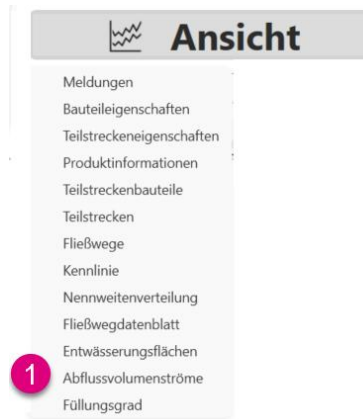 Ansicht
Meldungen
Bauteileigenschaften
Teilstreckeneigenschaften
Produktinformationen
Teilstreckenbauteile
Teilstrecken
Fließwege
Kennlinie
Nennweitenverteilung
Fließwegdatenblatt
Entwässerungsflächen
1 Abflussvolumenströme
Füllungsgrad